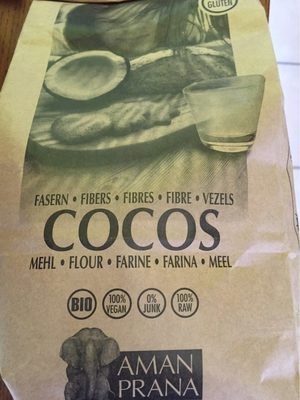 GLUTEN
FASERN • FIBERS • FIBRES • FIBRE • VEZELS
COCOS
MEHL • FLOUR • FARINE • FARINA • MEEL
BIO 100% VEGAN 0% JUNK 100% RAW
AMAN
PRANA